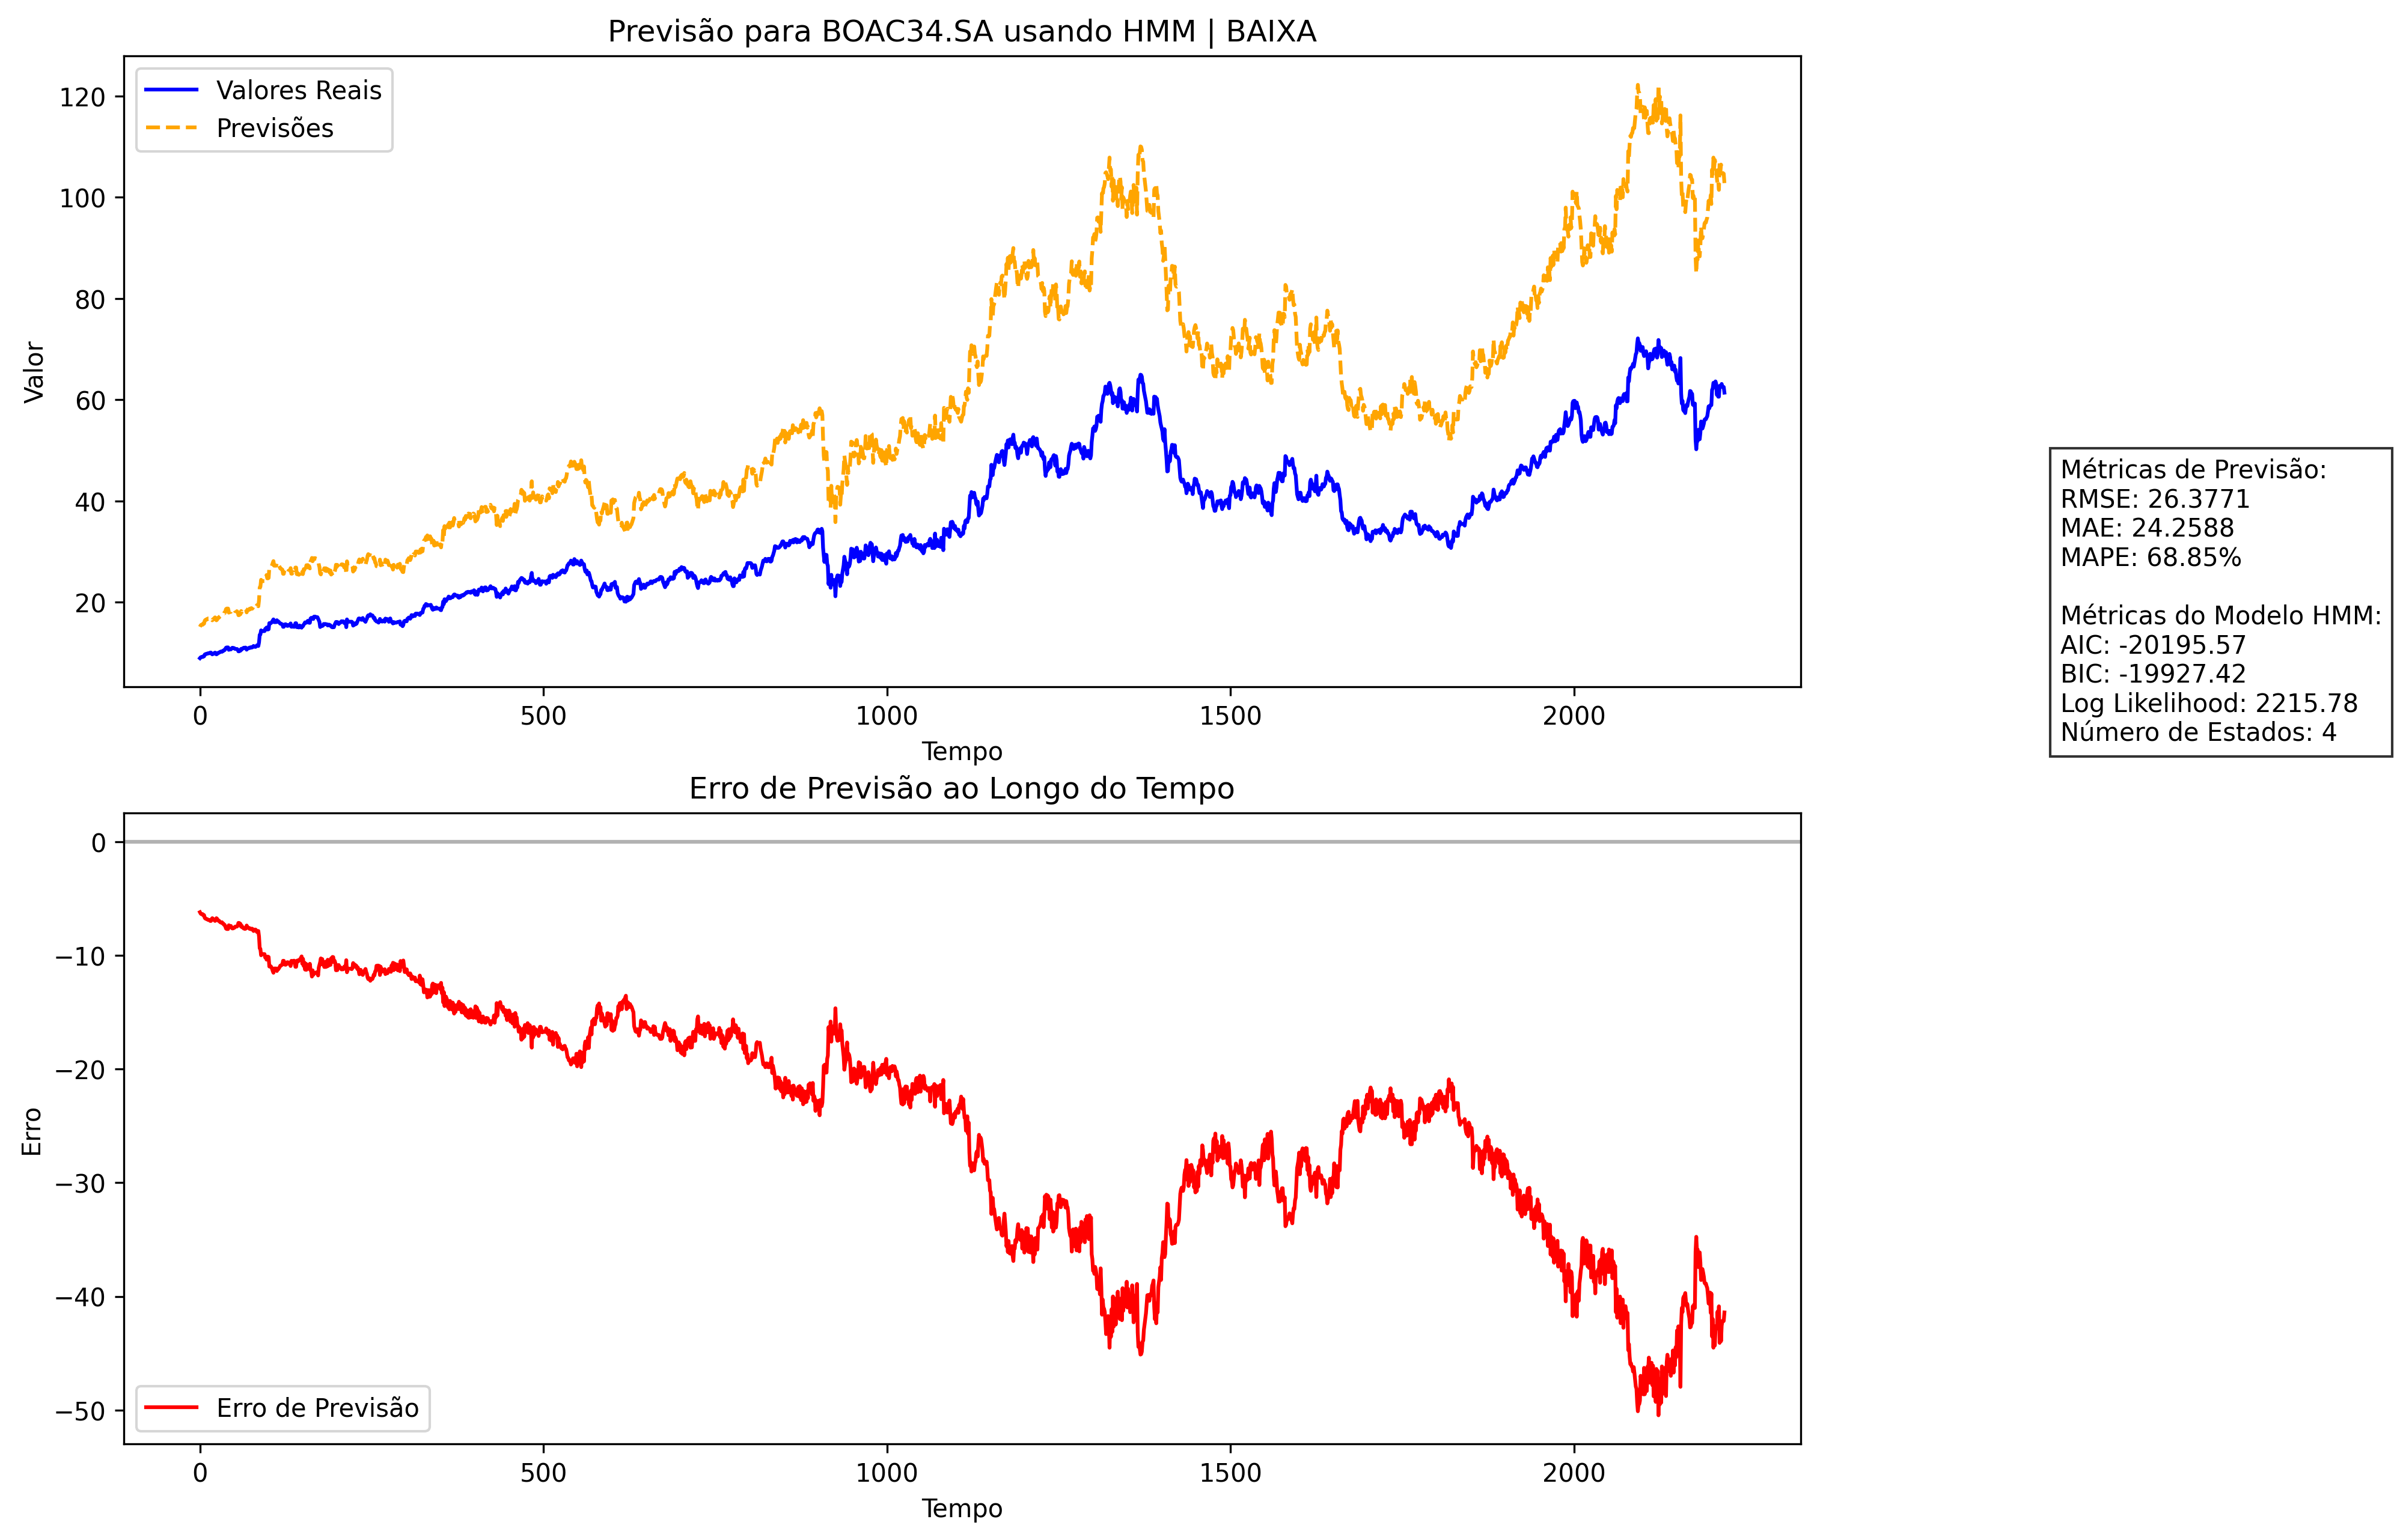 Previsão para BOAC34.SA usando HMM | BAIXA
Valores Reais
Previsões
120
100
80
60
40
20
Valor
0
500
1000
1500
2000
Tempo
Métricas de Previsão:
RMSE: 26.3771
MAE: 24.2588
MAPE: 68.85%
Métricas do Modelo HMM:
AIC: -20195.57
BIC: -19927.42
Log Likelihood: 2215.78
Número de Estados: 4
Erro de Previsão ao Longo do Tempo
0
−10
−20
−30
−40
−50
Erro
Erro de Previsão
0
500
1000
1500
2000
Tempo